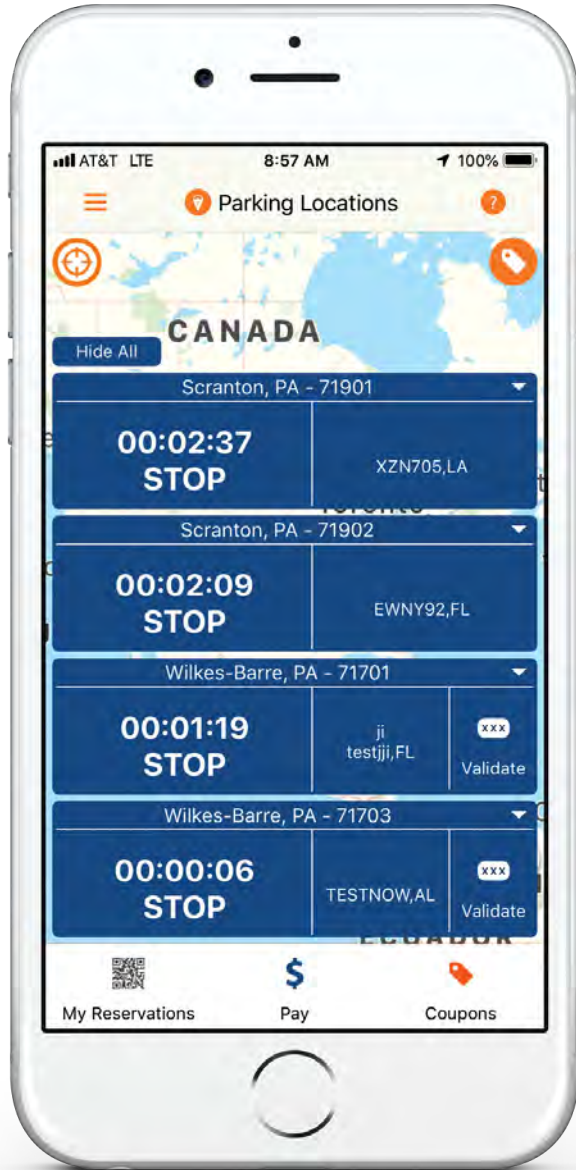 AT&T LTE 8:57 AM 100%
Parking Locations ?
CANADA
Hide All
Scranton, PA - 71901
00:02:37
STOP
XZN705,LA
Scranton, PA - 71902
00:02:09
STOP
EWNY92,FL
Wilkes-Barre, PA - 71701
00:01:19
STOP
ji
testjji,FL
xxx
Validate
Wilkes-Barre, PA - 71703
00:00:06
STOP
TESTNOW,AL
xxx
Validate
ECUADOR
My Reservations Pay Coupons